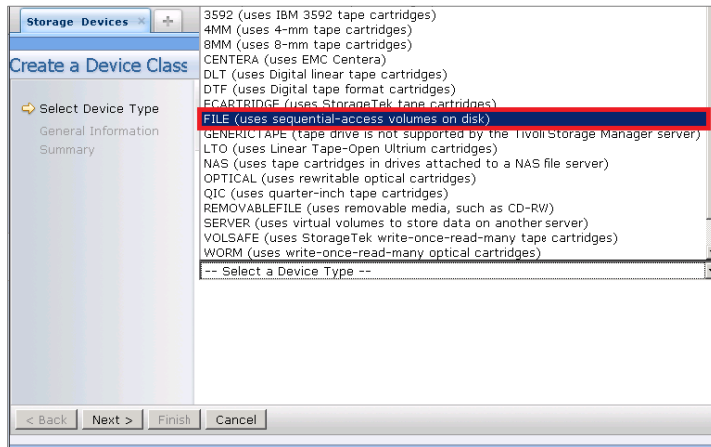 Storage Devices × +
Create a Device Class
Select Device Type
General Information
Summary
3592 (uses IBM 3592 tape cartridges)
4MM (uses 4-mm tape cartridges)
8MM (uses 8-mm tape cartridges)
CENTERA (uses EMC Centera)
DLT (uses Digital linear tape cartridges)
DTF (uses Digital tape format cartridges)
ECARTRIDGE (uses StorageTek tape cartridges)
FILE (uses sequential-access volumes on disk)
GENERICTAPE (tape drive is not supported by the Tivoli Storage Manager server)
LTO (uses Linear Tape-Open Ultrium cartridges)
NAS (uses tape cartridges in drives attached to a NAS file server)
OPTICAL (uses rewritable optical cartridges)
QIC (uses quarter-inch tape cartridges)
REMOVABLEFILE (uses removable media, such as CD-RW)
SERVER (uses virtual volumes to store data on another server)
VOLSAFE (uses StorageTek write-once-read-many tape cartridges)
WORM (uses write-once-read-many optical cartridges)
-- Select a Device Type --
< Back Next > Finish Cancel